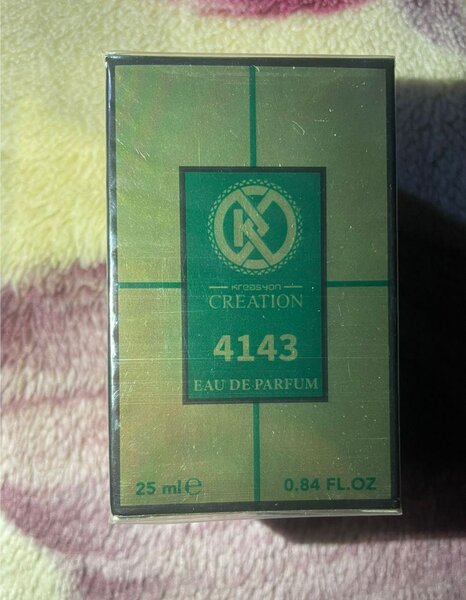 KREASYON
CREATION
4143
EAU DE PARFUM
25 ml ℮
0.84 FL.OZ